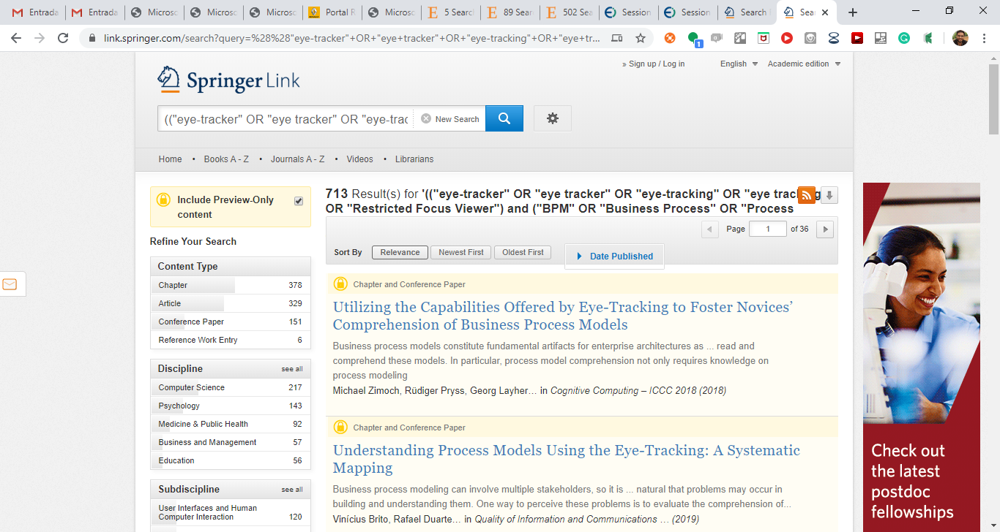 Entrada
Entrada
Microso
Microso
Microso
Portal R
Microso
5 Searc
89 Sear
502 Sea
Session
Session
Search
Sear
link.springer.com/search?query=%28%28"eye-tracker"+OR+"eye+tracker"+OR+"eye-tracking"+OR+"eye+tr...
1
» Sign up / Log in
English
Academic edition
Springer Link
(("eye-tracker" OR "eye tracker" OR "eye-trac
New Search
Home • Books A - Z • Journals A - Z • Videos • Librarians
Include Preview-Only
content
Refine Your Search
Content Type
Chapter 378
Article 329
Conference Paper 151
Reference Work Entry 6
Discipline see all
Computer Science 217
Psychology 143
Medicine & Public Health 92
Business and Management 57
Education 56
Subdiscipline see all
User Interfaces and Human
Computer Interaction 120
713 Result(s) for '(("eye-tracker" OR "eye tracker" OR "eye-tracking" OR "eye tracking
OR "Restricted Focus Viewer") and ("BPM" OR "Business Process" OR "Process
Page 1 of 36
Sort By Relevance Newest First Oldest First Date Published
Chapter and Conference Paper
Utilizing the Capabilities Offered by Eye-Tracking to Foster Novices’
Comprehension of Business Process Models
Business process models constitute fundamental artifacts for enterprise architectures as ... read and
comprehend these models. In particular, process model comprehension not only requires knowledge on
process modeling
Michael Zimoch, Rüdiger Pryss, Georg Layher… in Cognitive Computing – ICCC 2018 (2018)
Chapter and Conference Paper
Understanding Process Models Using the Eye-Tracking: A Systematic
Mapping
Business process modeling can involve multiple stakeholders, so it is ... natural that problems may occur in
building and understanding them. One way to perceive these problems is to evaluate the comprehension of...
Vinícius Brito, Rafael Duarte… in Quality of Information and Communications … (2019)
Check out
the latest
postdoc
fellowships